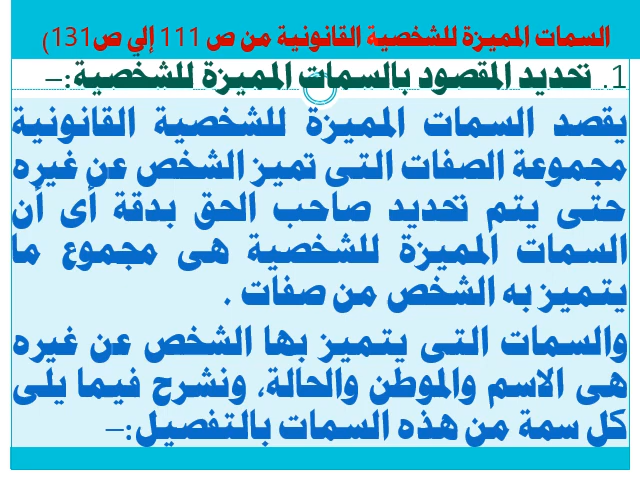 السمات المميزة للشخصية القانونية من ص 111 إلي ص131)
1. تحديد المقصود بالسمات المميزة للشخصية:–
يقصد السمات المميزة للشخصية القانونية
مجموعة الصفات التى تميز الشخص عن غيره
حتى يتم تحديد صاحب الحق بدقة أى أن
السمات المميزة للشخصية هى مجموع ما
يتميز به الشخص من صفات .
والسمات التى يتميز بها الشخص عن غيره
هى الاسم والموطن والحالة، ونشرح فيما يلى
كل سمة من هذه السمات بالتفصيل:–